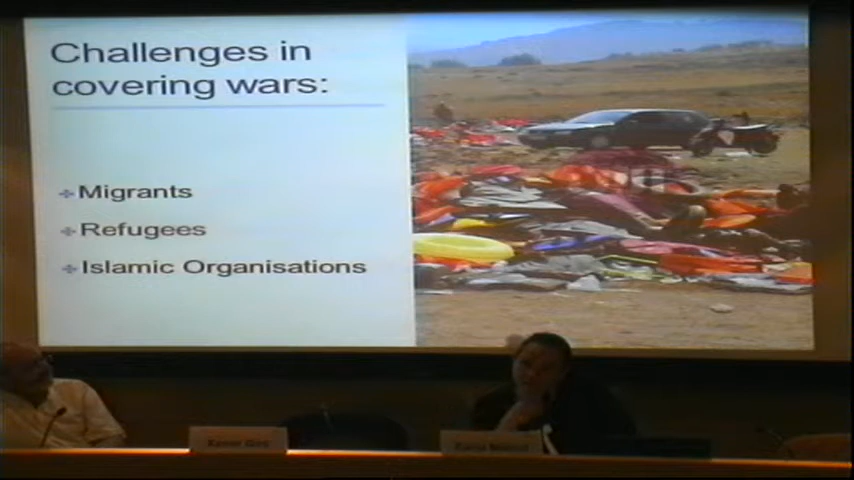 Challenges in
covering wars:
Migrants
Refugees
Islamic Organisations